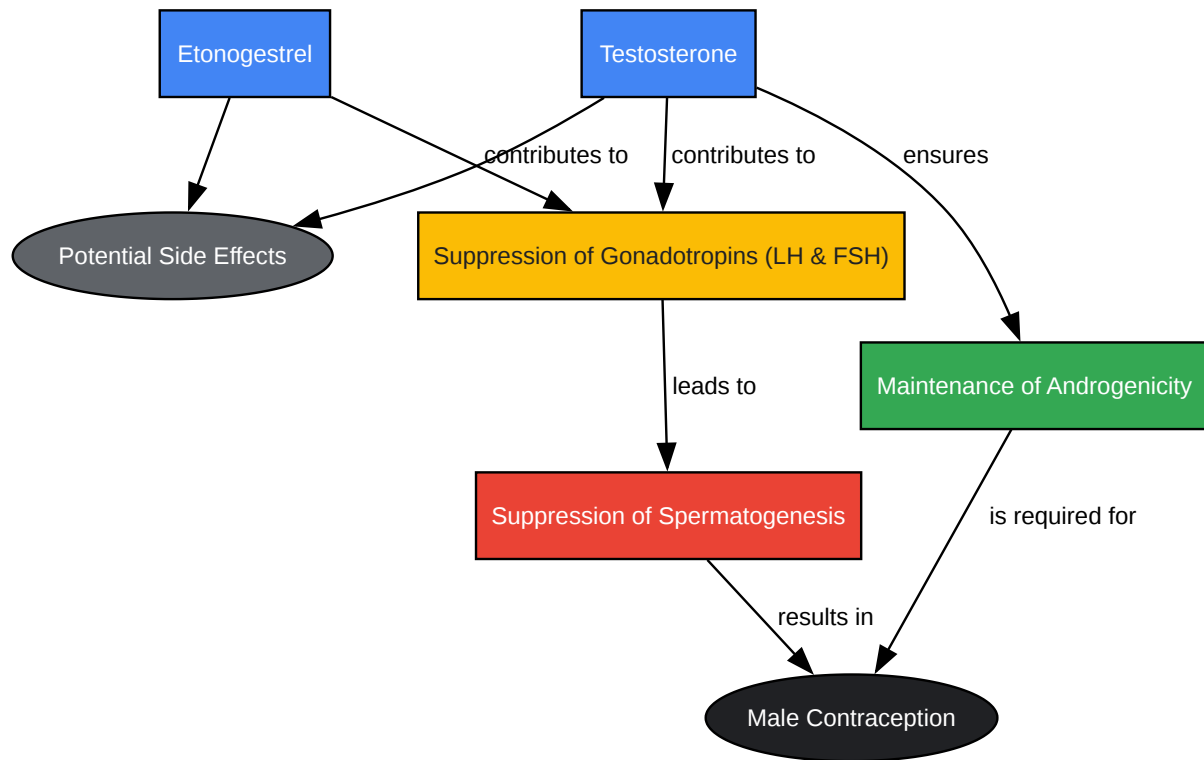 Etonogestrel
Testosterone
contributes to
contributes to
ensures
Potential Side Effects
Suppression of Gonadotropins (LH & FSH)
leads to
Maintenance of Androgenicity
Suppression of Spermatogenesis
is required for
results in
Male Contraception